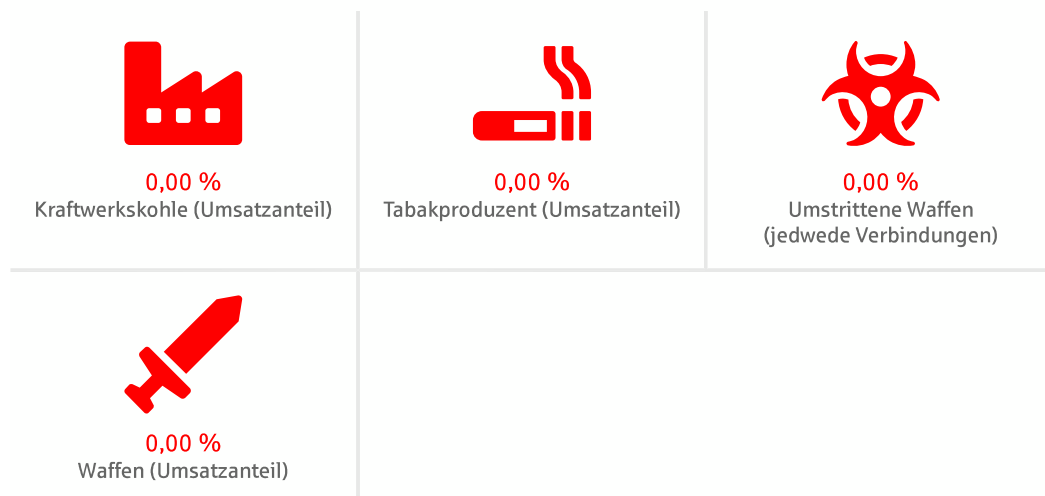 0,00 %
Kraftwerkskohle (Umsatzanteil)
0,00 %
Tabakproduzent (Umsatzanteil)
0,00 %
Umstrittene Waffen
(jedwede Verbindungen)
0,00 %
Waffen (Umsatzanteil)